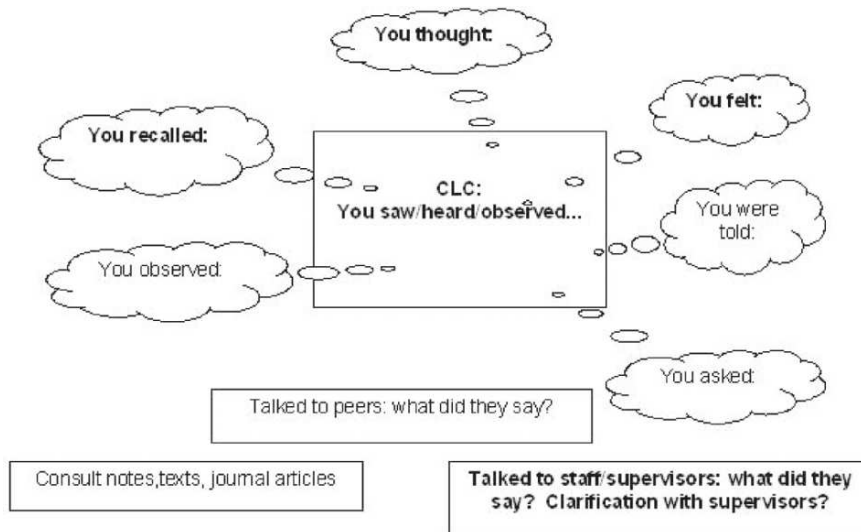 You thought:
You felt:
You recalled:
CLC:
You saw/heard/observed...
You were
told:
You observed:
You asked:
Talked to peers: what did they say?
Consult notes,texts, journal articles
Talked to staff/supervisors: what did they
say? Clarification with supervisors?